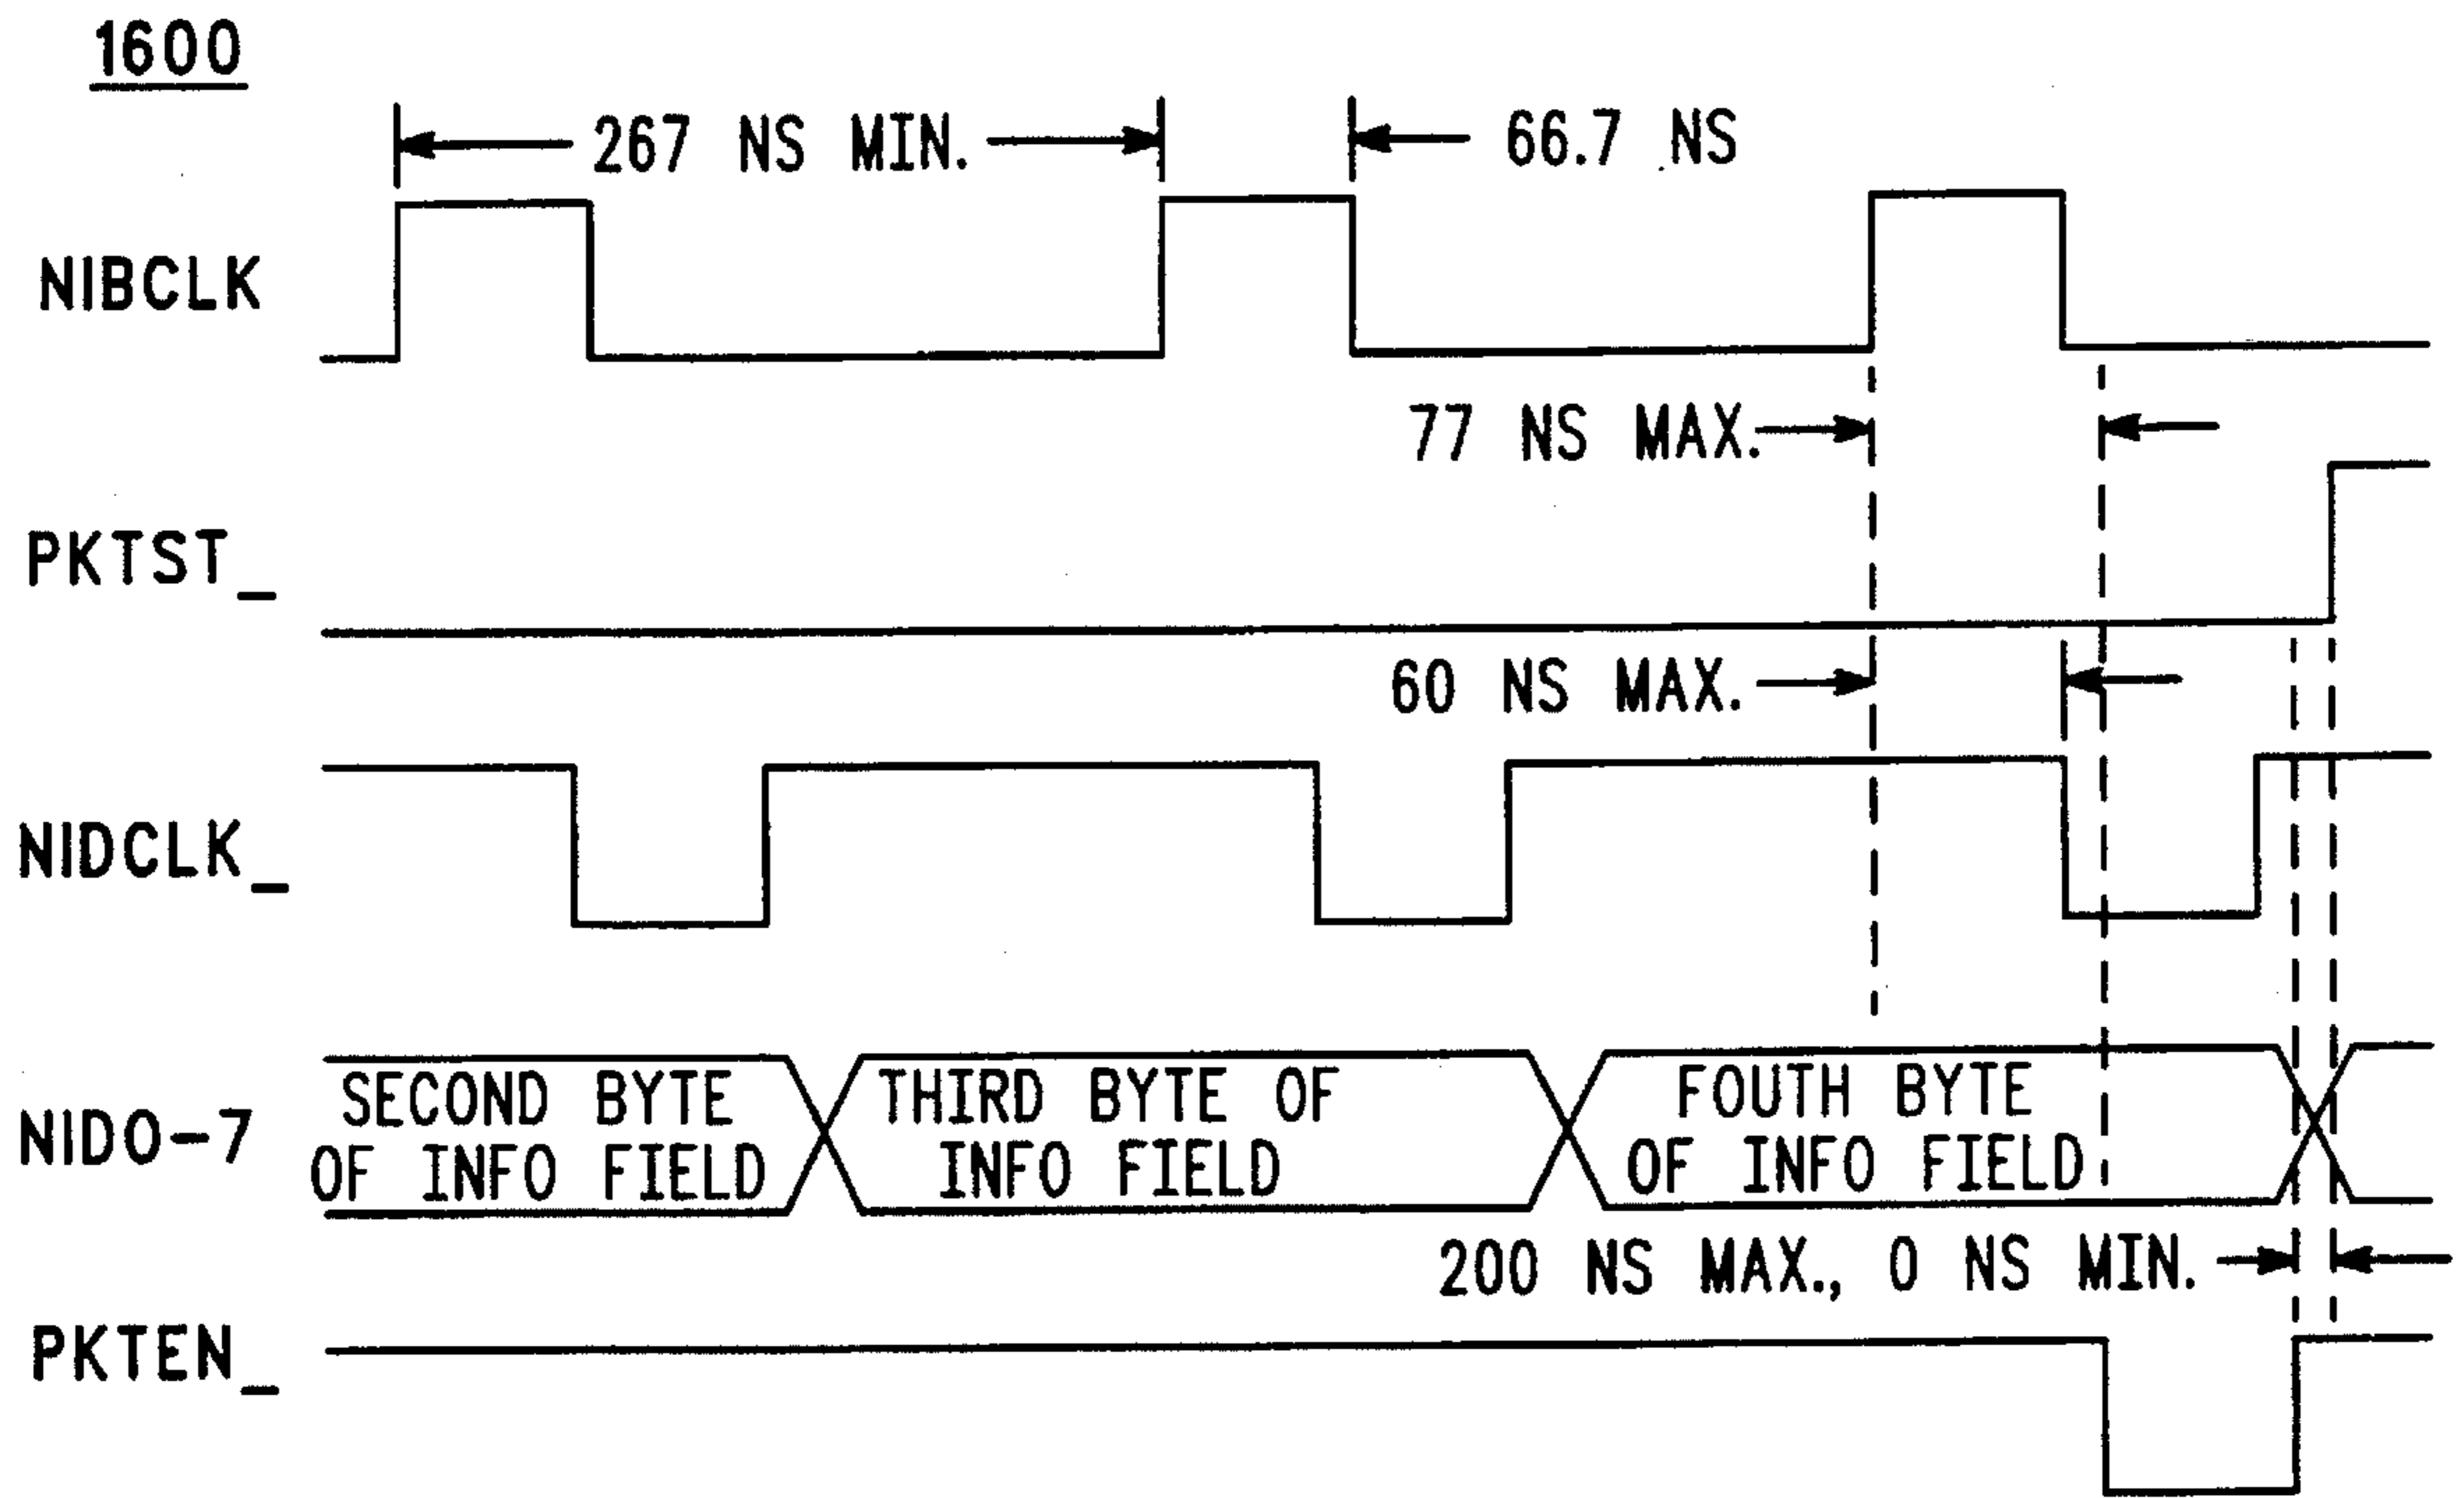 1600
267 NS MIN.
66.7 NS
NIBCLK
77 NS MAX.
PKTST_
60 NS MAX.
NIDCLK_
NIDO-7
SECOND BYTE
OF INFO FIELD
THIRD BYTE OF
INFO FIELD
FOUTH BYTE
OF INFO FIELD
200 NS MAX., 0 NS MIN.
PKTEN_